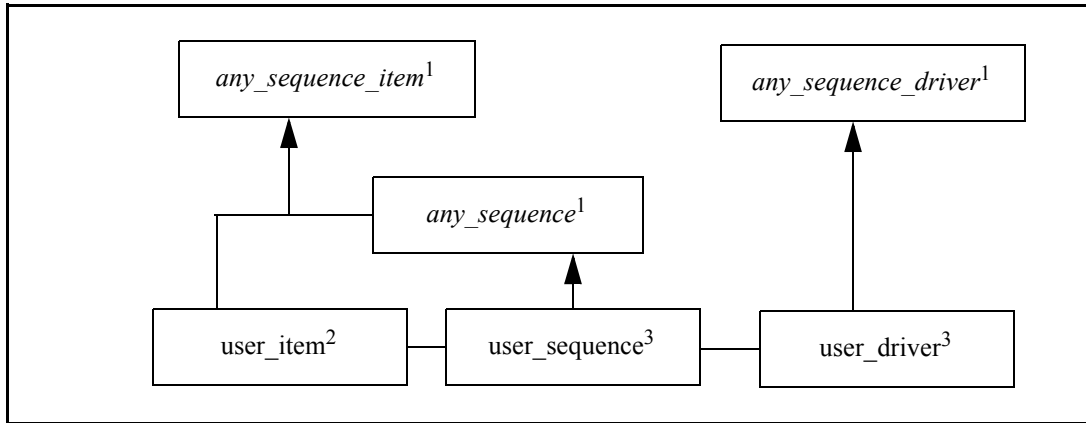 any_sequence_item1
any_sequence_driver1
any_sequence1
user_item2
user_sequence3
user_driver3